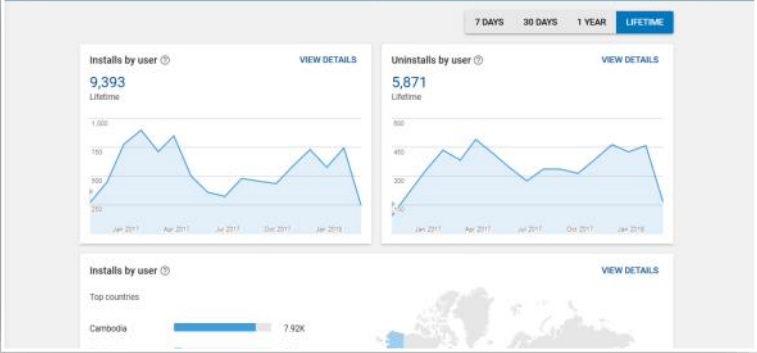 7 DAYS 30 DAYS 1 YEAR LIFETIME
Installs by user VIEW DETAILS
9,393
Lifetime
1,000
750
500
250
Jan 2017 Apr 2017 Jul 2017 Oct 2017 Jan 2018
Uninstalls by user VIEW DETAILS
5,871
Lifetime
600
450
300
150
Jan 2017 Apr 2017 Jul 2017 Oct 2017 Jan 2018
Installs by user VIEW DETAILS
Top countries
Cambodia 7.92K